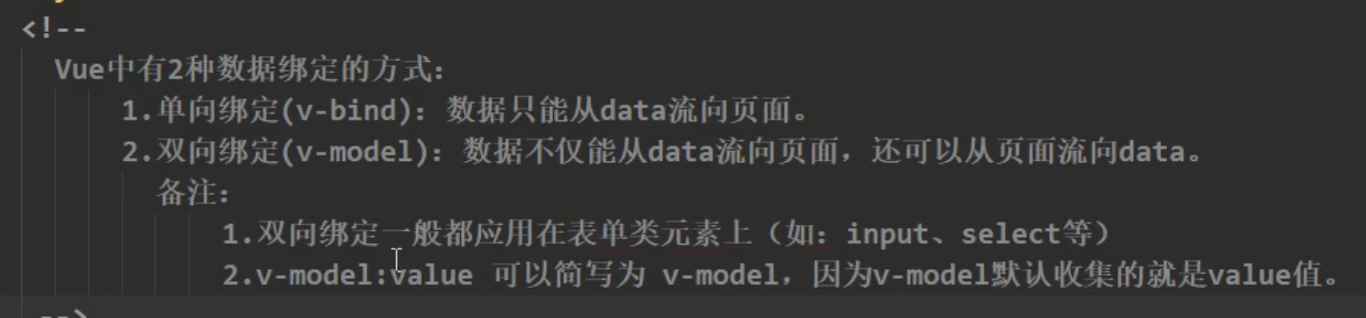 <!--
Vue中有2种数据绑定的方式：
1.单向绑定(v-bind)：数据只能从data流向页面。
2.双向绑定(v-model)：数据不仅能从data流向页面，还可以从页面流向data。
备注：
1.双向绑定一般都应用在表单类元素上（如：input、select等）
2.v-model:value 可以简写为 v-model，因为v-model默认收集的就是value值。
-->